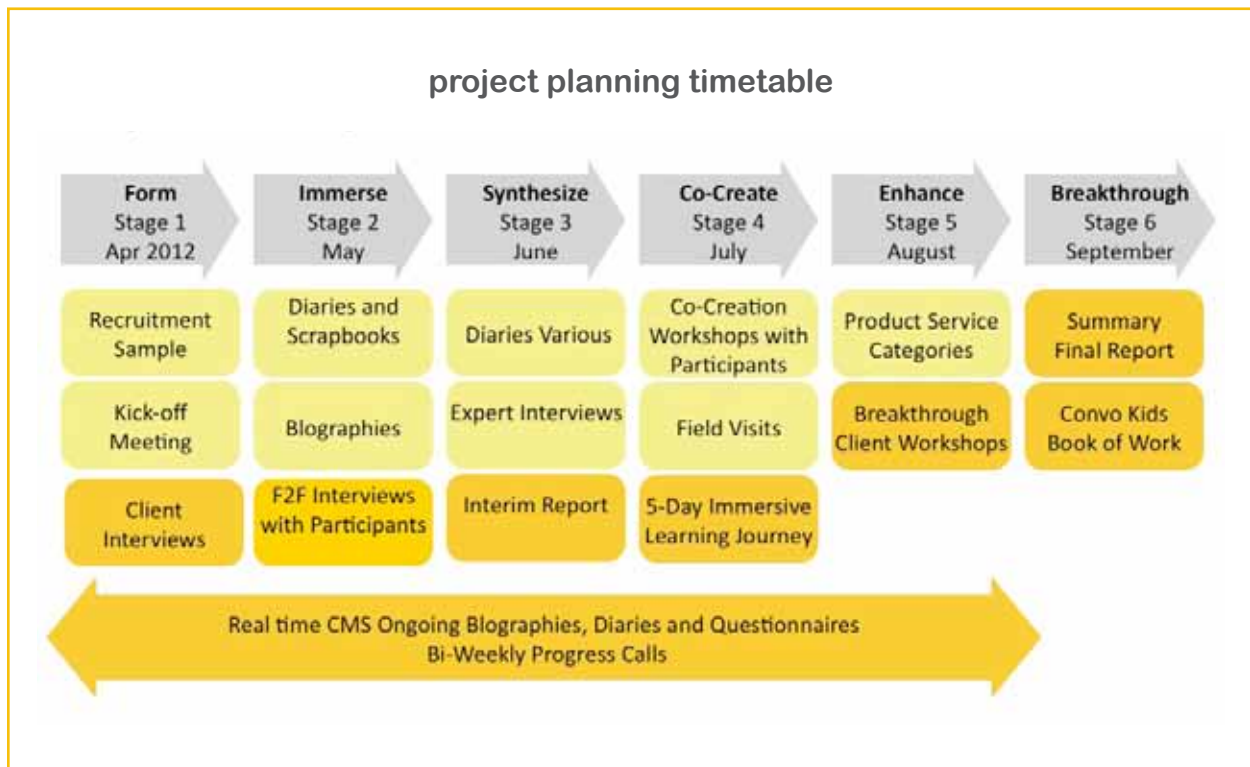 project planning timetable
Form
Stage 1
Apr 2012
Immerse
Stage 2
May
Synthesize
Stage 3
June
Co-Create
Stage 4
July
Enhance
Stage 5
August
Breakthrough
Stage 6
September
Recruitment
Sample
Diaries and
Scrapbooks
Diaries Various
Co-Creation
Workshops with
Participants
Product Service
Categories
Summary
Final Report
Kick-off
Meeting
Blographies
Expert Interviews
Field Visits
Breakthrough
Client Workshops
Convo Kids
Book of Work
Client
Interviews
F2F Interviews
with Participants
Interim Report
5-Day Immersive
Learning Journey
Real time CMS Ongoing Blographies, Diaries and Questionnaires
Bi-Weekly Progress Calls